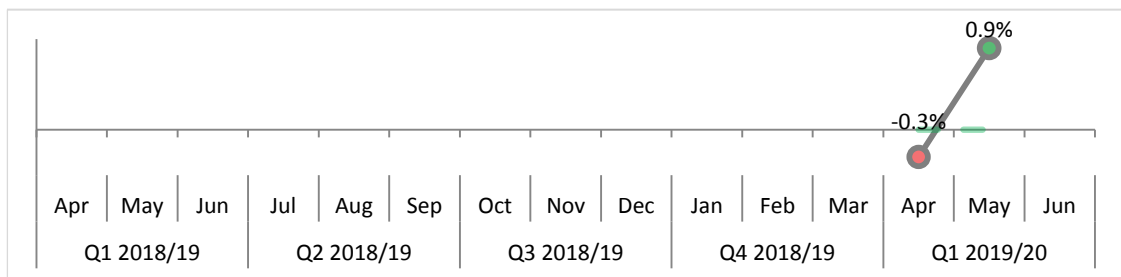 0.9%
-0.3%
Apr May Jun Jul Aug Sep Oct Nov Dec Jan Feb Mar Apr May Jun
Q1 2018/19 Q2 2018/19 Q3 2018/19 Q4 2018/19 Q1 2019/20